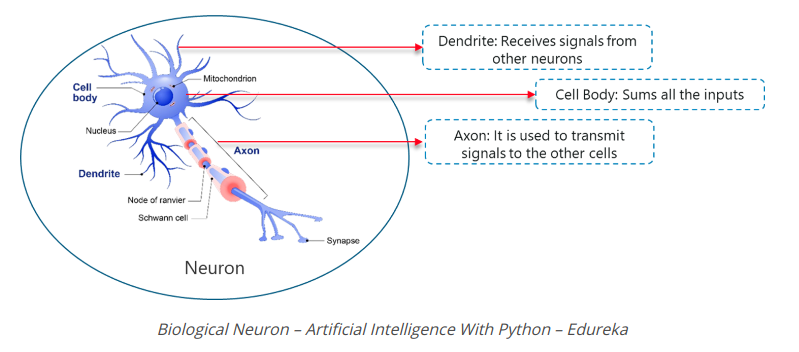 Dendrite: Receives signals from
other neurons
Cell Body: Sums all the inputs
Axon: It is used to transmit
signals to the other cells
Mitochondrion
Cell
body
Nucleus
Axon
Dendrite
Node of ranvier
Schwann cell
Synapse
Neuron
Biological Neuron – Artificial Intelligence With Python – Edureka